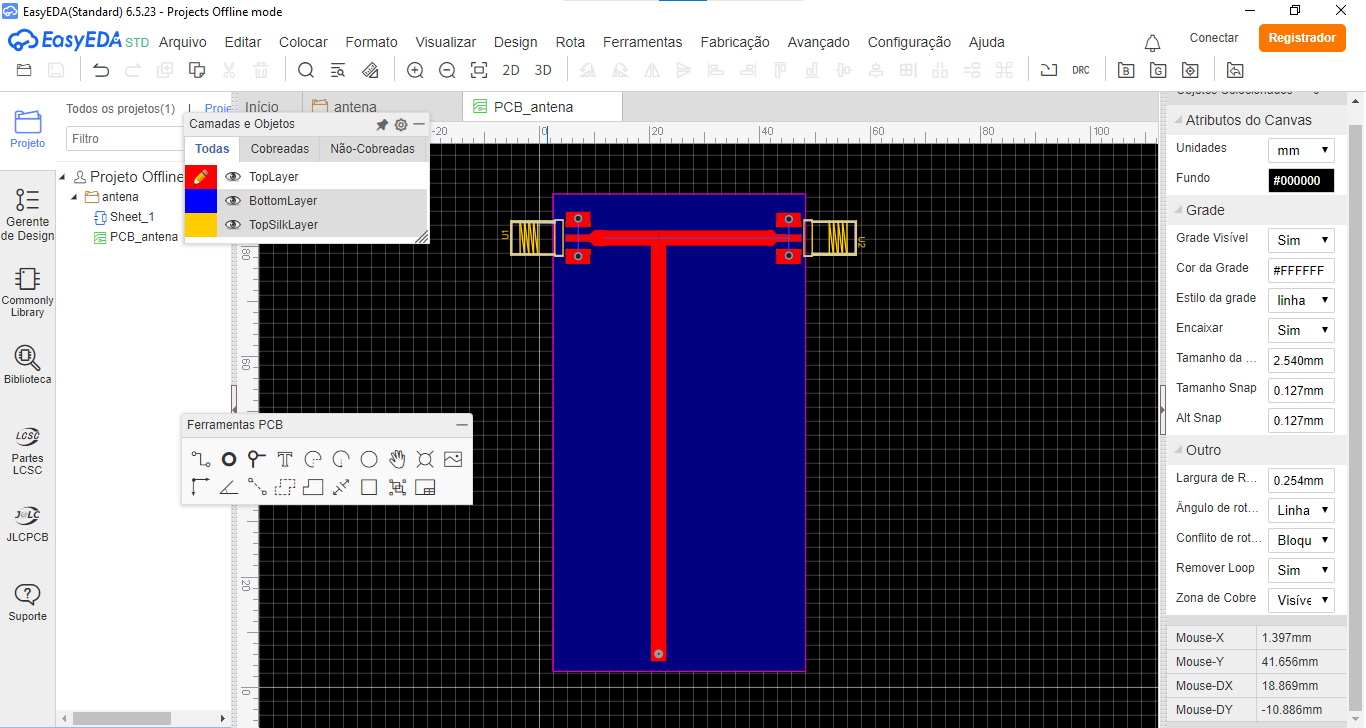 EasyEDA(Standard) 6.5.23 - Projects Offline mode
EasyEDA STD Arquivo Editar Colocar Formato Visualizar Design Rota Ferramentas Fabricação Avançado Configuração Ajuda Conectar Registrador
2D 3D DRC B G
Projeto
Gerente de Design
Commonly Library
Biblioteca
LCSC
Partes LCSC
J@LC
JLCPCB
Suporte
Todos os projetos(1) Proje
Filtro
Projeto Offline
antena
Sheet_1
PCB_antena
Início antena PCB_antena
Camadas e Objetos
Todas Cobreadas Não-Cobreadas
TopLayer
BottomLayer
TopSilkLayer
-20 0 20 40 60 80 100
80
60
20
0
U1
U2
Ferramentas PCB
T
Objetos Selecionados 0
Atributos do Canvas
Unidades mm
Fundo #000000
Grade
Grade Visível Sim
Cor da Grade #FFFFFF
Estilo da grade linha
Encaixar Sim
Tamanho da ... 2.540mm
Tamanho Snap 0.127mm
Alt Snap 0.127mm
Outro
Largura de R... 0.254mm
Ângulo de rot... Linha
Conflito de rot... Bloqu
Remover Loop Sim
Zona de Cobre Visíve
Mouse-X 1.397mm
Mouse-Y 41.656mm
Mouse-DX 18.869mm
Mouse-DY -10.886mm